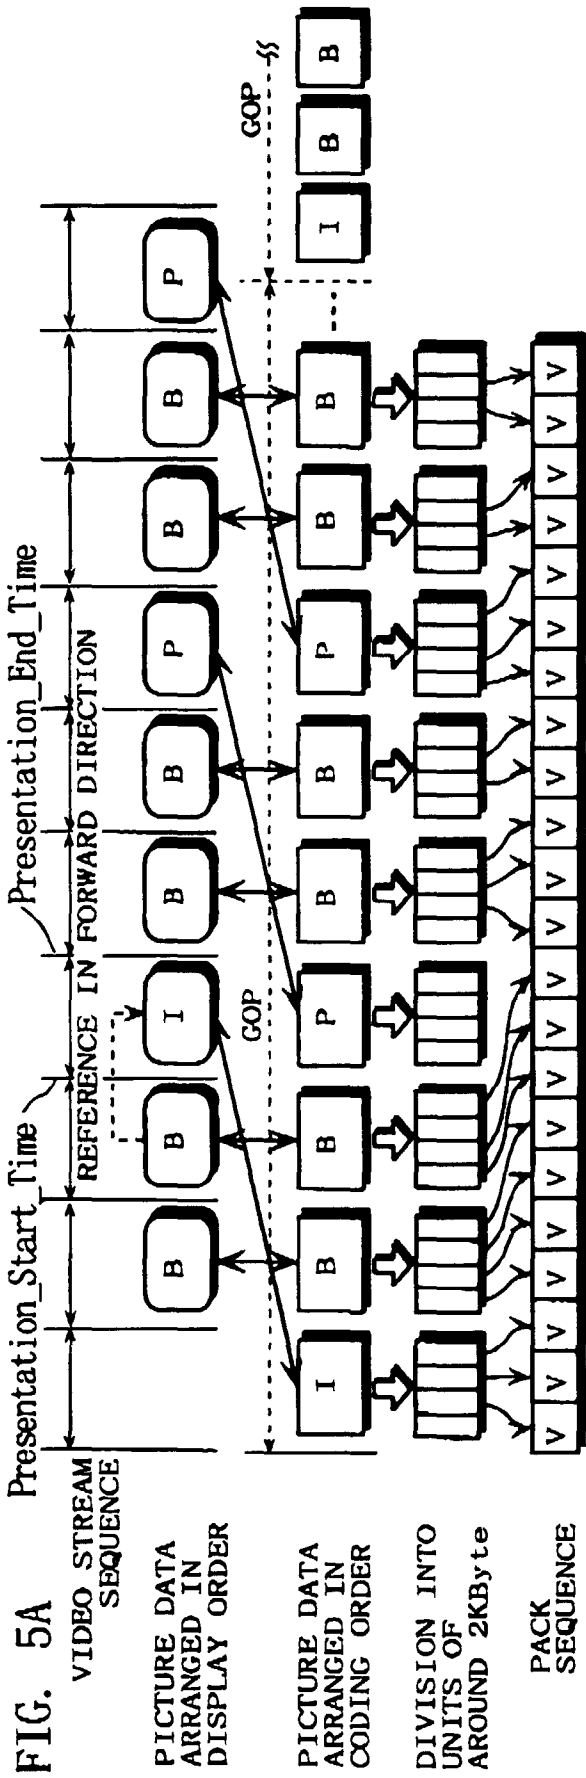 FIG. 5A
Presentation_Start_Time
Presentation_End_Time
VIDEO STREAM
SEQUENCE
REFERENCE IN FORWARD DIRECTION
PICTURE DATA
ARRANGED IN
DISPLAY ORDER
B B I B B P B B P
GOP GOP
PICTURE DATA
ARRANGED IN
CODING ORDER
I B B P B B P B B I B B
DIVISION INTO
UNITS OF
AROUND 2KByte
PACK
SEQUENCE
V V V V V V V V V V V V V V V V V V V V V V